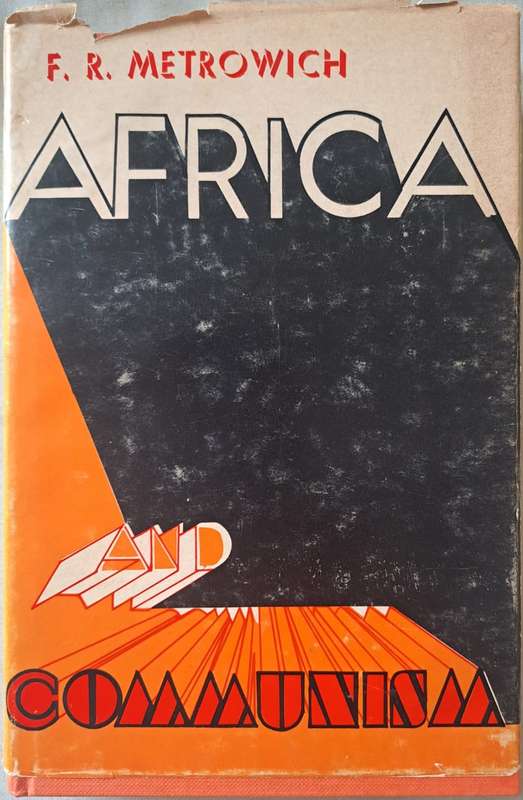 F. R. METROWICH
AFRICA
AND
COMMUNISM